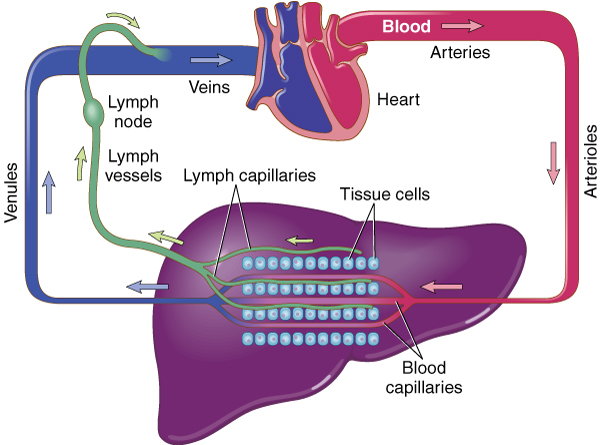 Blood
Arteries
Veins
Heart
Lymph
node
Lymph
vessels
Lymph capillaries
Tissue cells
Venules
Arterioles
Blood
capillaries